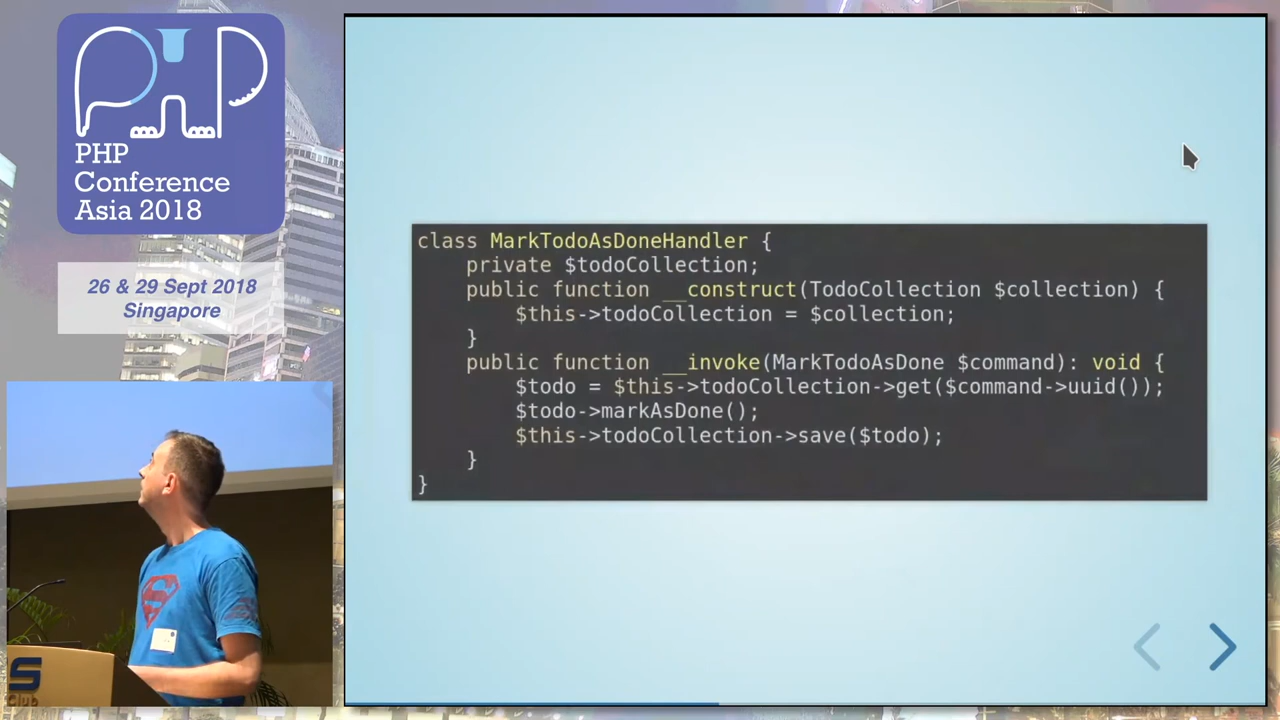 PHP
PHP
Conference
Asia 2018
26 & 29 Sept 2018
Singapore
S
Club
class MarkTodoAsDoneHandler {
    private $todoCollection;
    public function __construct(TodoCollection $collection) {
        $this->todoCollection = $collection;
    }
    public function __invoke(MarkTodoAsDone $command): void {
        $todo = $this->todoCollection->get($command->uuid());
        $todo->markAsDone();
        $this->todoCollection->save($todo);
    }
}